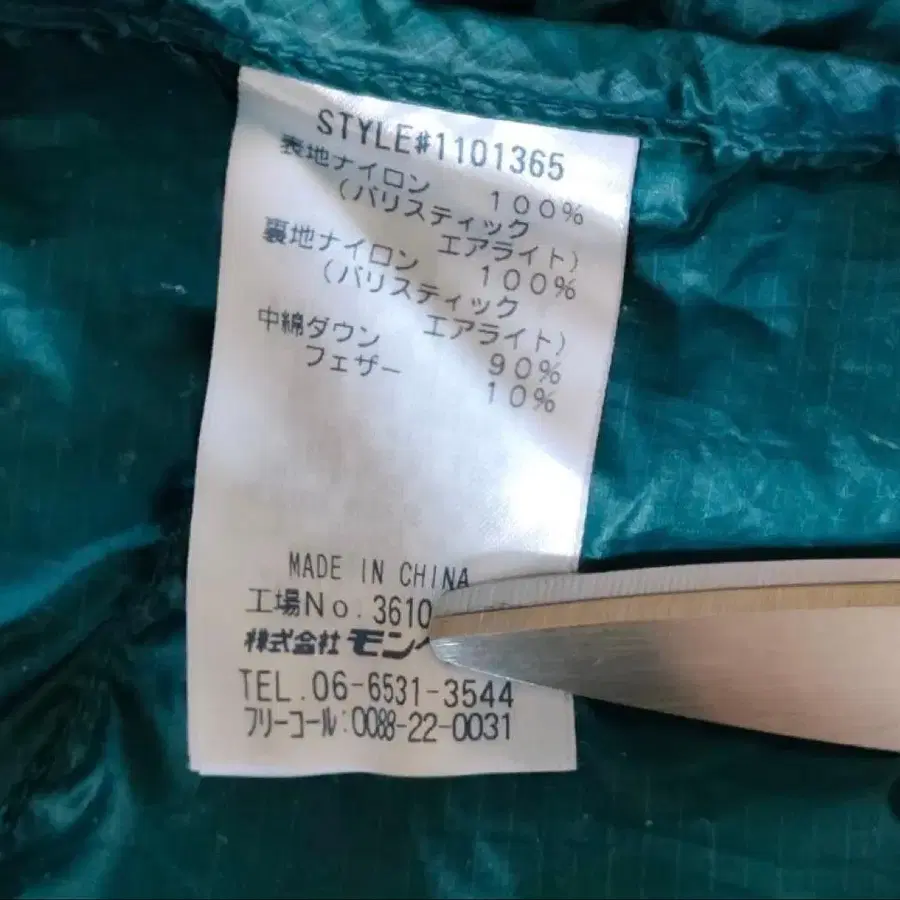 STYLE#1101365
表地ナイロン 100%
(バリスティック
エアライト)
裏地ナイロン 100%
(バリスティック
エアライト)
中綿ダウン 90%
フェザー 10%
MADE IN CHINA
工場No.3610
株式会社 モン
TEL.06-6531-3544
フリーコール:0088-22-0031